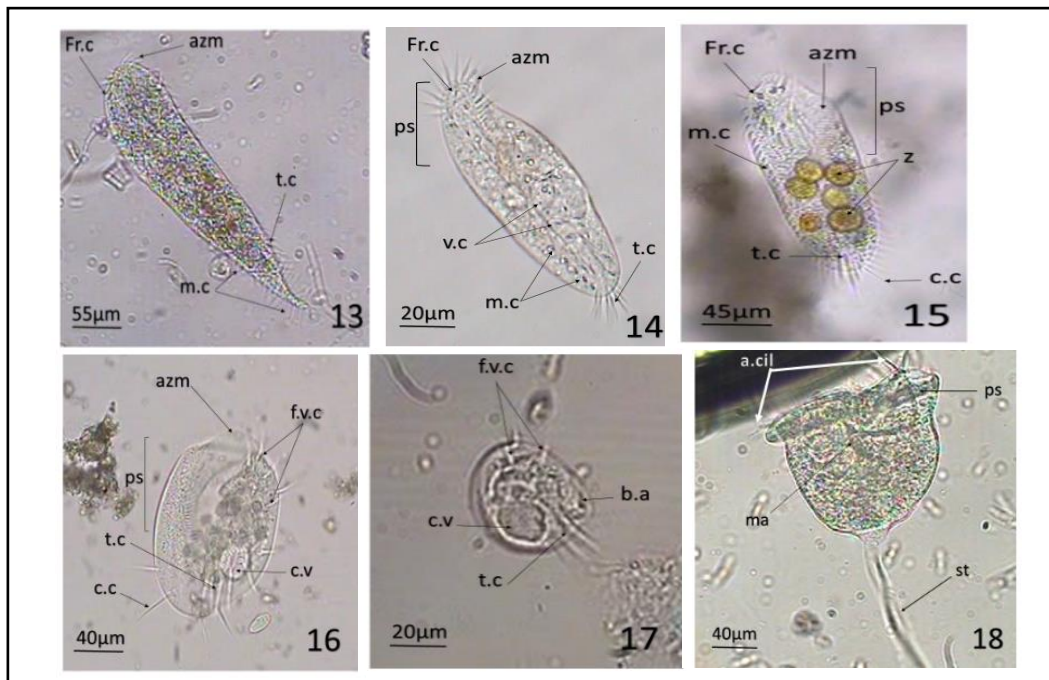 Fr.c
azm
t.c
m.c
55µm
13
Fr.c
azm
ps
v.c
m.c
t.c
20µm
14
Fr.c
azm
ps
m.c
z
t.c
c.c
45µm
15
azm
f.v.c
ps
t.c
c.v
c.c
40µm
16
f.v.c
b.a
c.v
t.c
20µm
17
a.cil
ps
ma
st
40µm
18